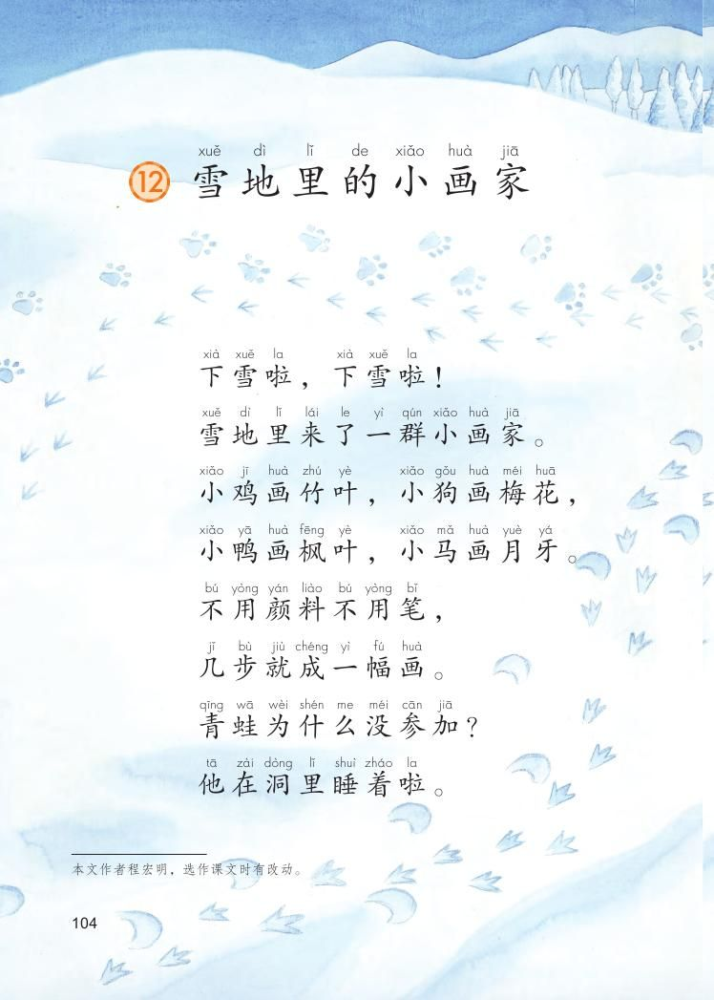 xuě dì lǐ de xiǎo huà jiā
12 雪地里的小画家
xià xuě la xià xuě la
下雪啦，下雪啦！
xuě dì lǐ lái le yì qún xiǎo huà jiā
雪地里来了一群小画家。
xiǎo jī huà zhú yè xiǎo gǒu huà méi huā
小鸡画竹叶，小狗画梅花，
xiǎo yā huà fēng yè xiǎo mǎ huà yuè yá
小鸭画枫叶，小马画月牙。
bú yòng yán liào bú yòng bǐ
不用颜料不用笔，
jǐ bù jiù chéng yì fú huà
几步就成一幅画。
qīng wā wèi shén me méi cān jiā
青蛙为什么没参加？
tā zài dòng lǐ shuì zháo la
他在洞里睡着啦。
本文作者程宏明，选作课文时有改动。
104